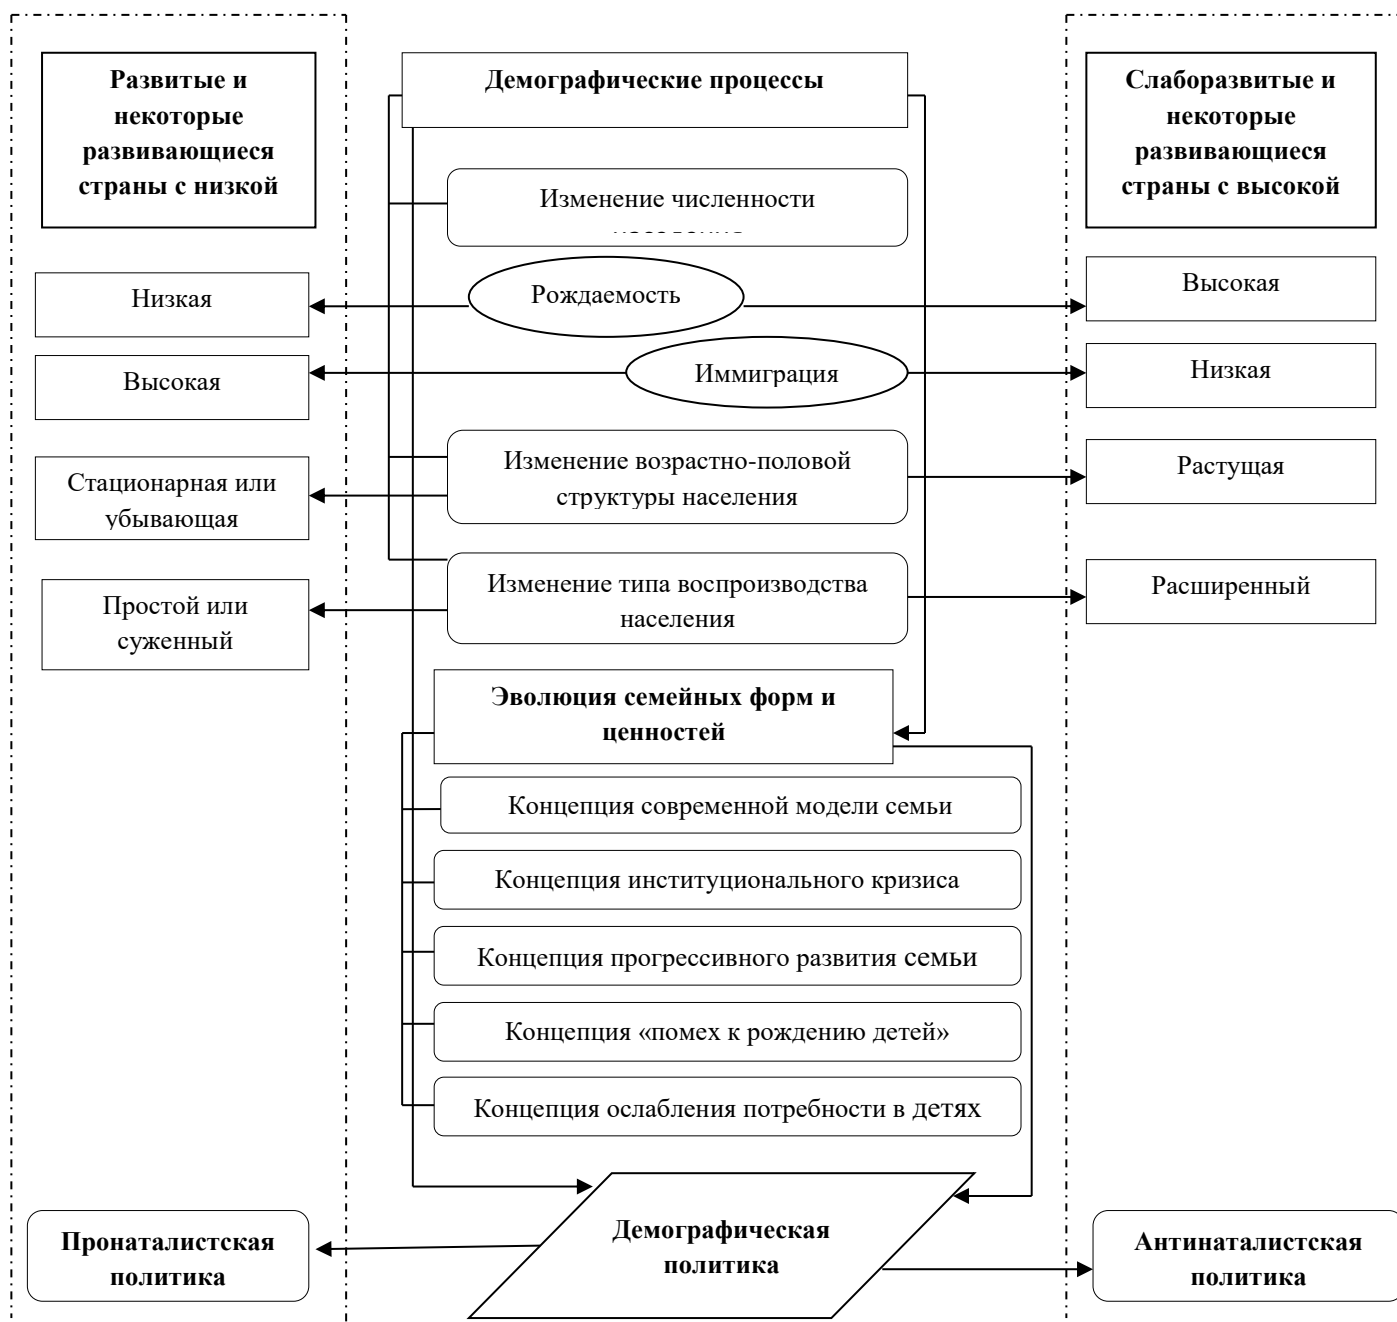 Развитые и
некоторые
развивающиеся
страны с низкой
Демографические процессы
Слаборазвитые и
некоторые
развивающиеся
страны с высокой
Изменение численности
Низкая
Рождаемость
Высокая
Высокая
Иммиграция
Низкая
Стационарная или
убывающая
Изменение возрастно-половой
структуры населения
Растущая
Простой или
суженный
Изменение типа воспроизводства
населения
Расширенный
Эволюция семейных форм и
ценностей
Концепция современной модели семьи
Концепция институционального кризиса
Концепция прогрессивного развития семьи
Концепция «помех к рождению детей»
Концепция ослабления потребности в детях
Пронаталистская
политика
Демографическая
политика
Антинаталистская
политика